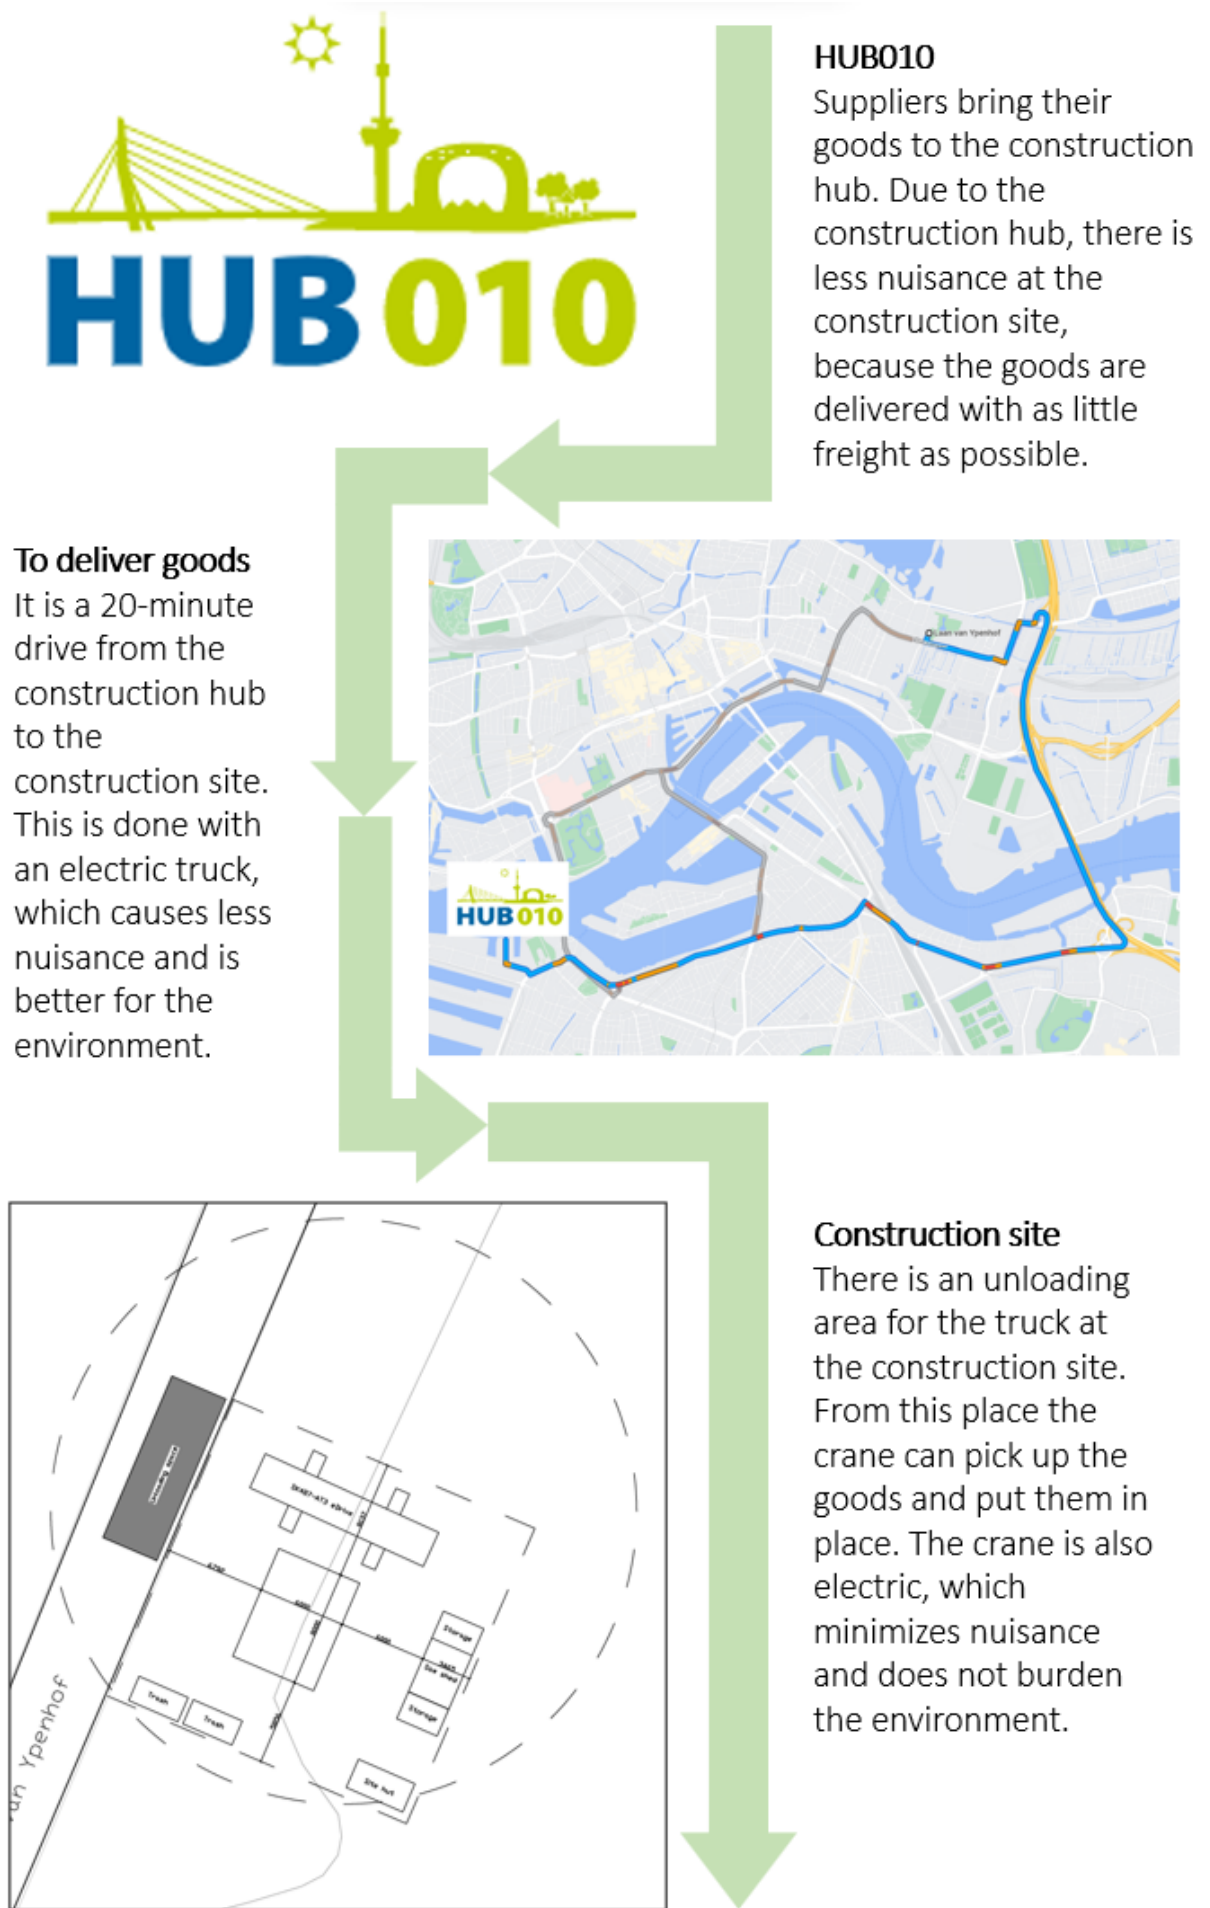 HUB010
HUB010
Suppliers bring their
goods to the construction
hub. Due to the
construction hub, there is
less nuisance at the
construction site,
because the goods are
delivered with as little
freight as possible.
To deliver goods
It is a 20-minute
drive from the
construction hub
to the
construction site.
This is done with
an electric truck,
which causes less
nuisance and is
better for the
environment.
Laan van Ypenhof
HUB010
Construction site
There is an unloading
area for the truck at
the construction site.
From this place the
crane can pick up the
goods and put them in
place. The crane is also
electric, which
minimizes nuisance
and does not burden
the environment.
6000
Storage
Storage
Trash
Trash
Site hut
van Ypenhof